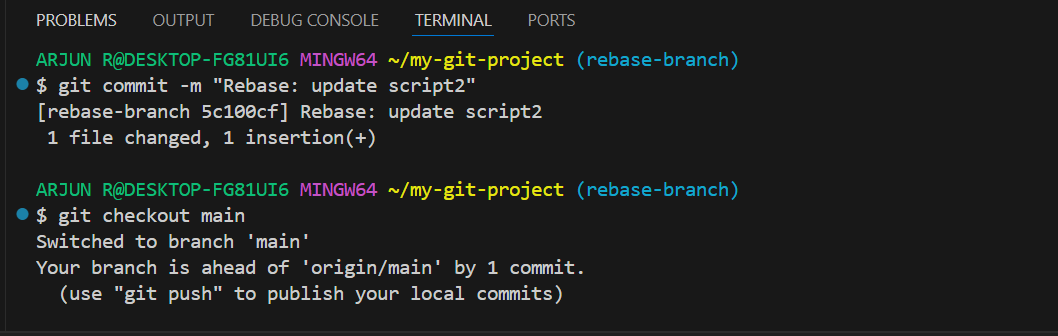 PROBLEMS OUTPUT DEBUG CONSOLE TERMINAL PORTS
ARJUN R@DESKTOP-FG81UI6 MINGW64 ~/my-git-project (rebase-branch)
$ git commit -m "Rebase: update script2"
[rebase-branch 5c100cf] Rebase: update script2
 1 file changed, 1 insertion(+)
ARJUN R@DESKTOP-FG81UI6 MINGW64 ~/my-git-project (rebase-branch)
$ git checkout main
Switched to branch 'main'
Your branch is ahead of 'origin/main' by 1 commit.
  (use "git push" to publish your local commits)